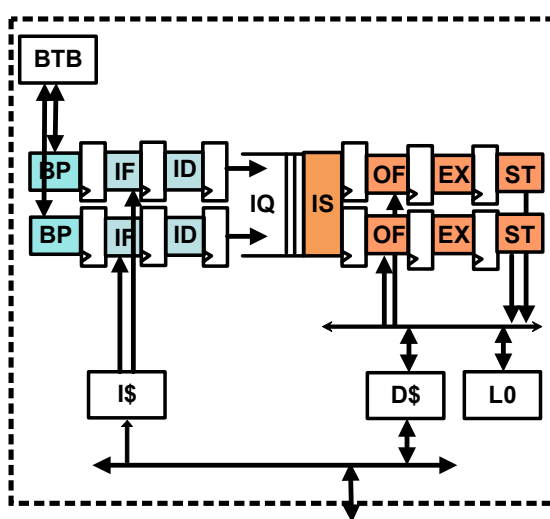 BTB
BP IF ID OF EX ST
IQ IS
BP IF ID OF EX ST
I$ D$ L0